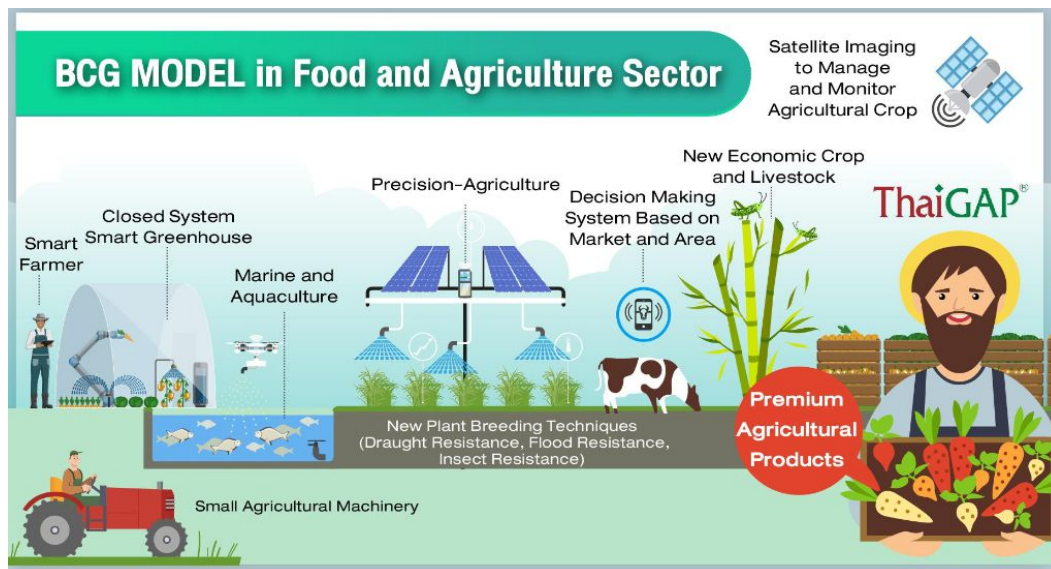 BCG MODEL in Food and Agriculture Sector
Satellite Imaging
to Manage
and Monitor
Agricultural Crop
Smart
Farmer
Closed System
Smart Greenhouse
Marine and
Aquaculture
Precision-Agriculture
Decision Making
System Based on
Market and Area
New Economic Crop
and Livestock
ThaiGAP®
New Plant Breeding Techniques
(Draught Resistance, Flood Resistance,
Insect Resistance)
Premium
Agricultural
Products
Small Agricultural Machinery